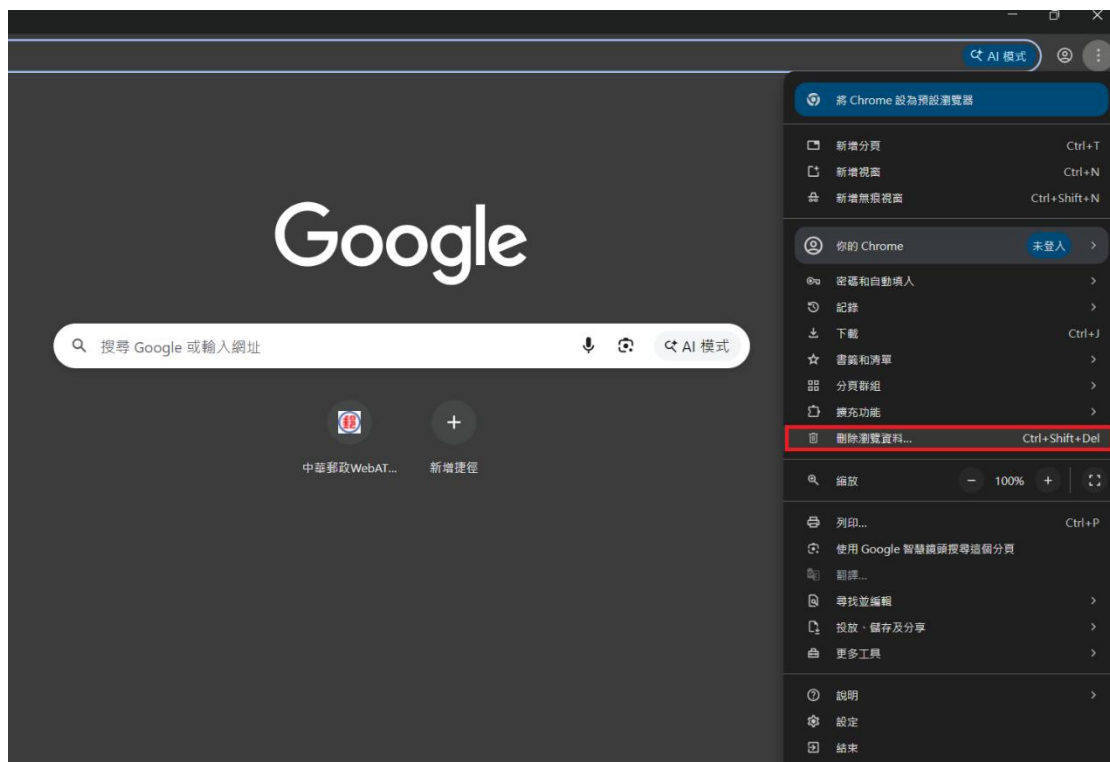 AI 模式
將 Chrome 設為預設瀏覽器
新增分頁 Ctrl+T
新增視窗 Ctrl+N
新增無痕視窗 Ctrl+Shift+N
Google
你的 Chrome 未登入
密碼和自動填入
記錄
搜尋 Google 或輸入網址 AI 模式
下載 Ctrl+J
書籤和清單
分頁群組
擴充功能
刪除瀏覽資料... Ctrl+Shift+Del
郵
中華郵政WebAT... 新增捷徑
縮放 - 100% +
列印... Ctrl+P
使用 Google 智慧鏡頭搜尋這個分頁
翻譯...
尋找並編輯
投放、儲存及分享
更多工具
說明
設定
結束